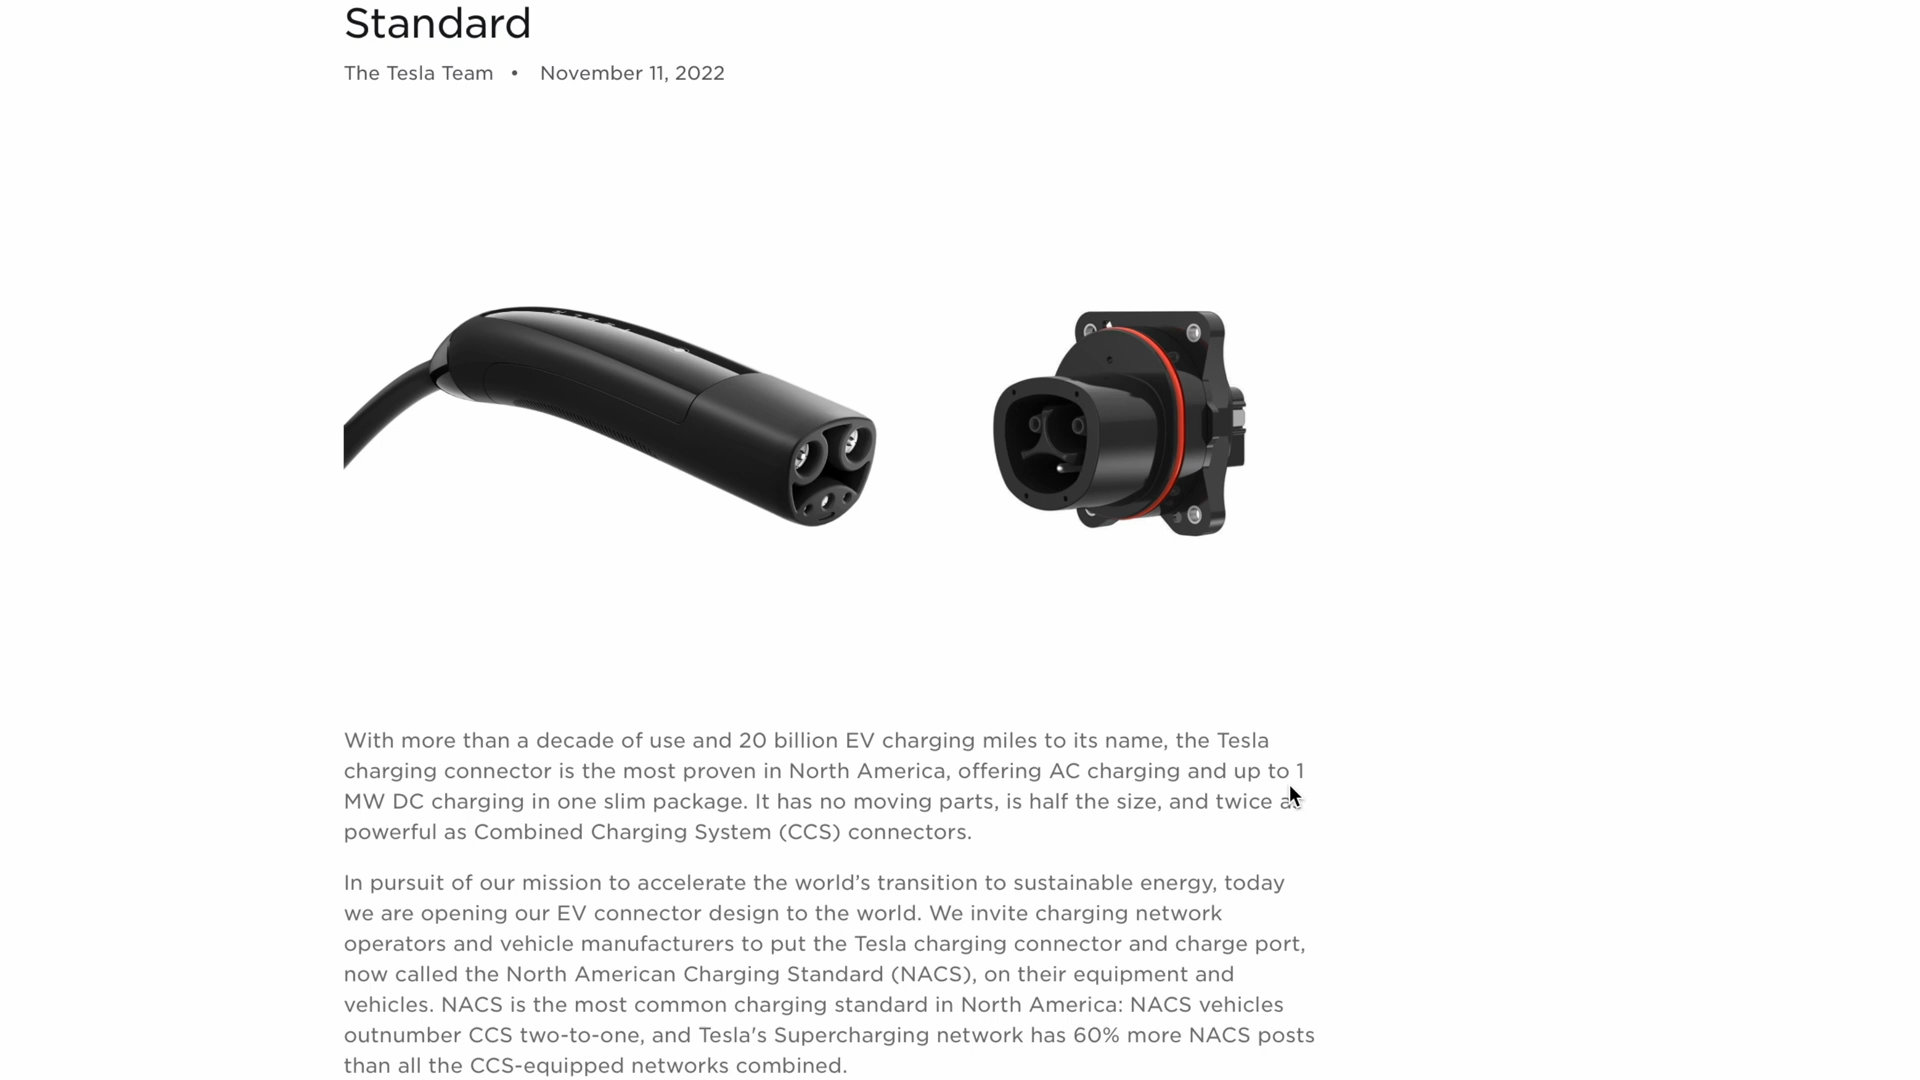 Standard
The Tesla Team • November 11, 2022
With more than a decade of use and 20 billion EV charging miles to its name, the Tesla
charging connector is the most proven in North America, offering AC charging and up to 1
MW DC charging in one slim package. It has no moving parts, is half the size, and twice as
powerful as Combined Charging System (CCS) connectors.
In pursuit of our mission to accelerate the world’s transition to sustainable energy, today
we are opening our EV connector design to the world. We invite charging network
operators and vehicle manufacturers to put the Tesla charging connector and charge port,
now called the North American Charging Standard (NACS), on their equipment and
vehicles. NACS is the most common charging standard in North America: NACS vehicles
outnumber CCS two-to-one, and Tesla's Supercharging network has 60% more NACS posts
than all the CCS-equipped networks combined.